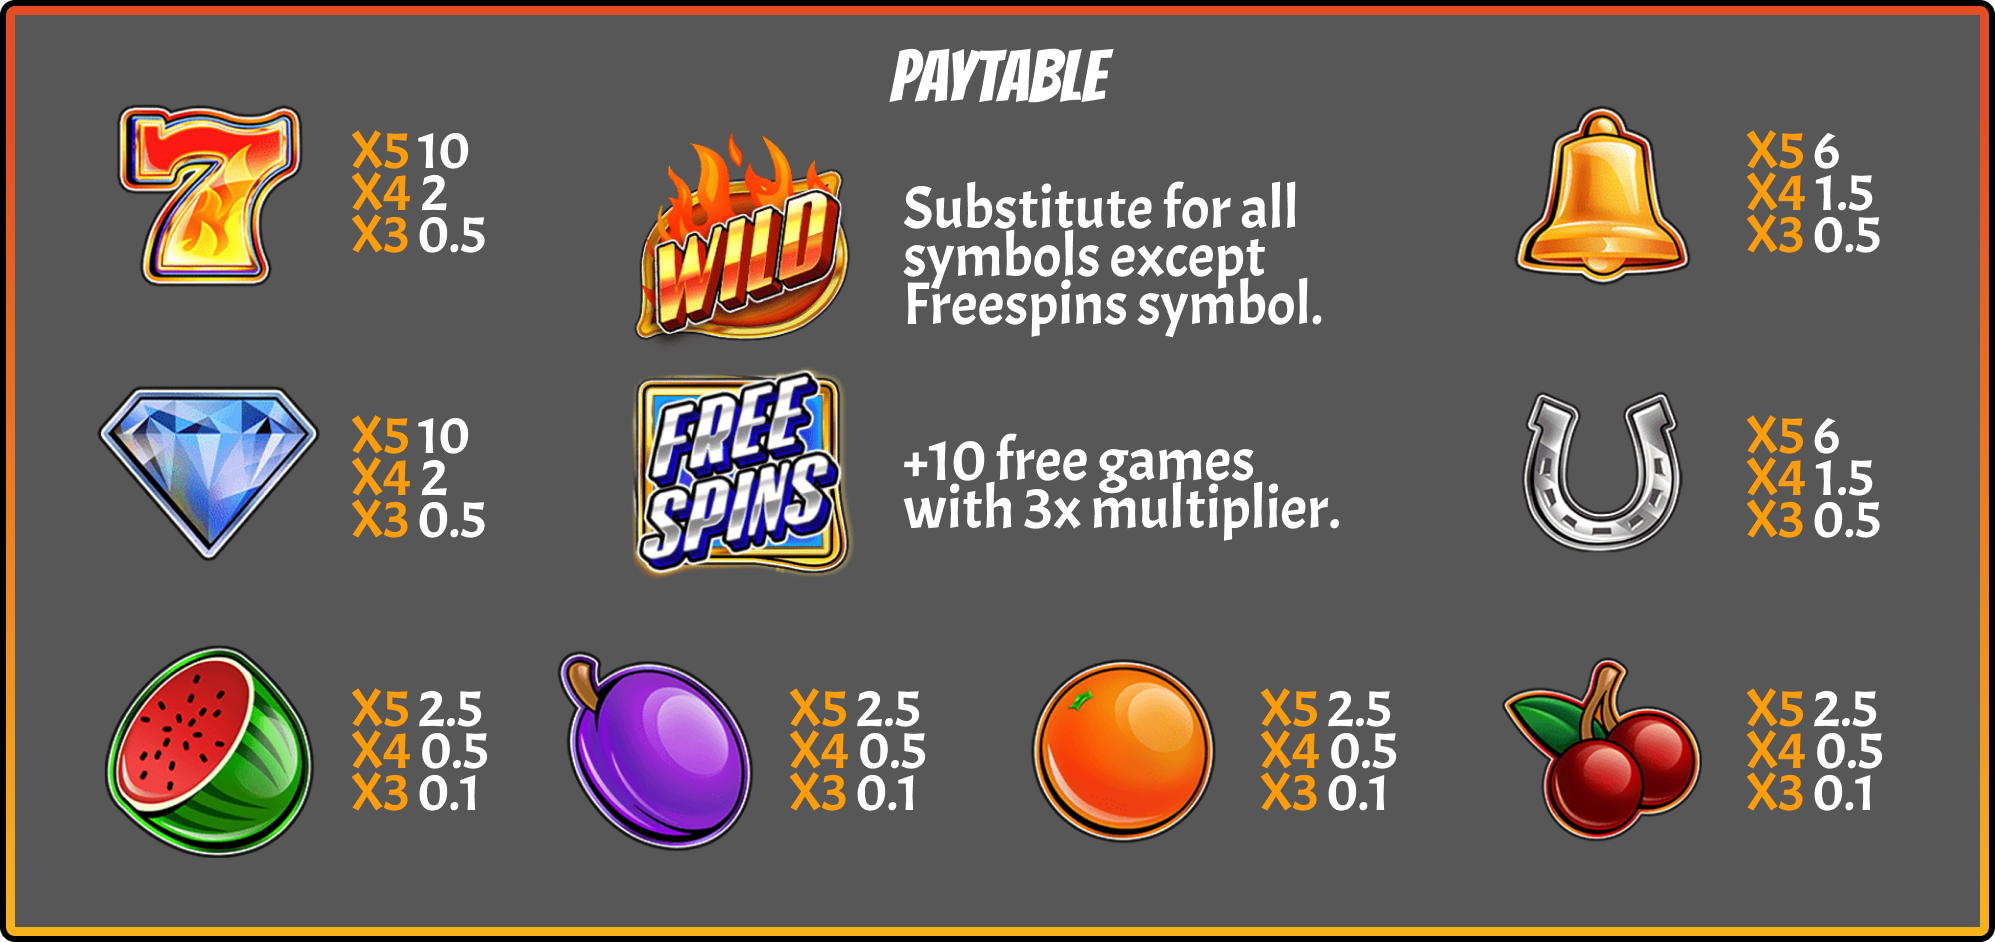 PAYTABLE
7
X5 10
X4 2
X3 0.5
WILD
Substitute for all
symbols except
Freespins symbol.
X5 6
X4 1.5
X3 0.5
X5 10
X4 2
X3 0.5
FREE
SPINS
+10 free games
with 3x multiplier.
X5 6
X4 1.5
X3 0.5
X5 2.5
X4 0.5
X3 0.1
X5 2.5
X4 0.5
X3 0.1
X5 2.5
X4 0.5
X3 0.1
X5 2.5
X4 0.5
X3 0.1